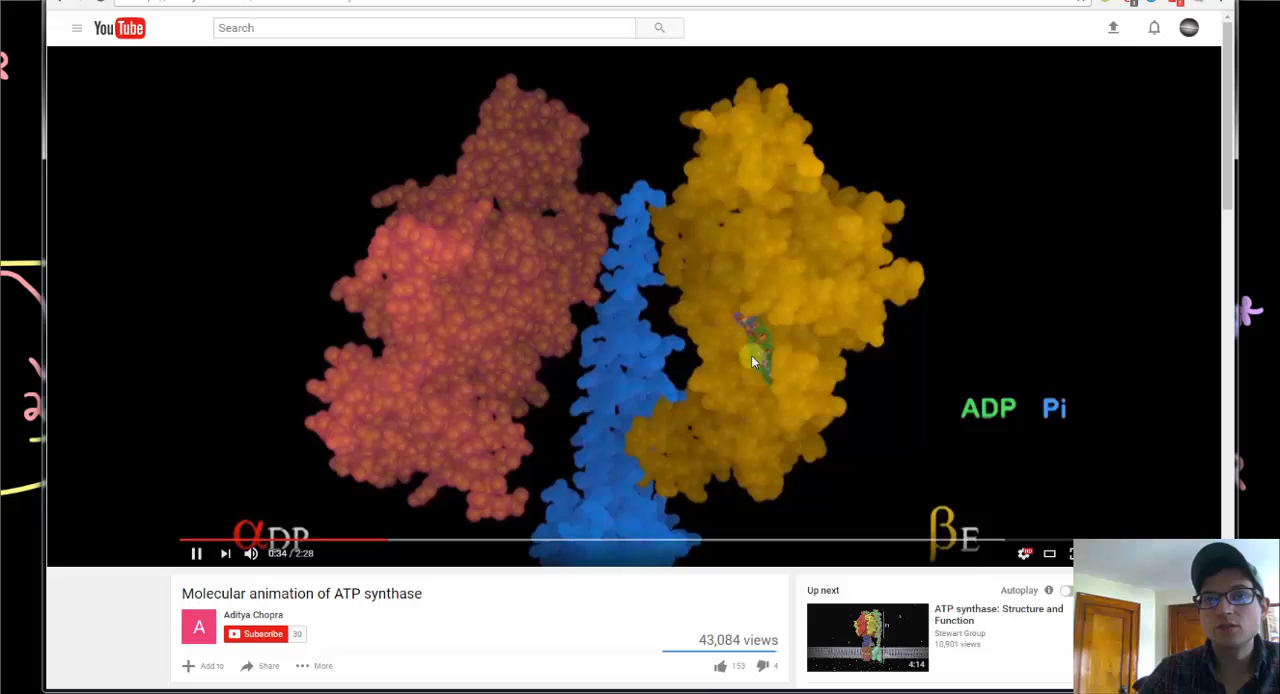 YouTube
Search
ADP Pi
αDP
βE
0:34 / 2:28
HD
Molecular animation of ATP synthase
A
Aditya Chopra
Subscribe 30
43,084 views
Add to Share More
153 4
Up next
Autoplay
4:14
ATP synthase: Structure and
Function
Stewart Group
10,901 views